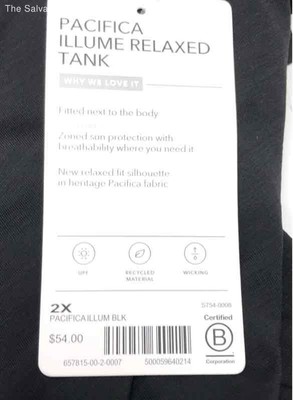 The Salva
PACIFICA
ILLUME RELAXED
TANK
WHY WE LOVE IT
Fitted next to the body
Zoned sun protection with
breathability where you need it
New relaxed fit silhouette
in heritage Pacifica fabric
UPF
RECYCLED
MATERIAL
WICKING
2X
5754-0006
PACIFICAILLUM BLK
Certified
$54.00
B
Corporation
657815-00-2-0007
500059640214